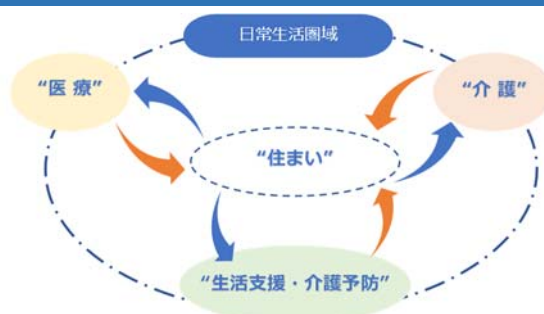 日常生活圏域
“医 療”
“介 護”
“住まい”
“生活支援・介護予防”